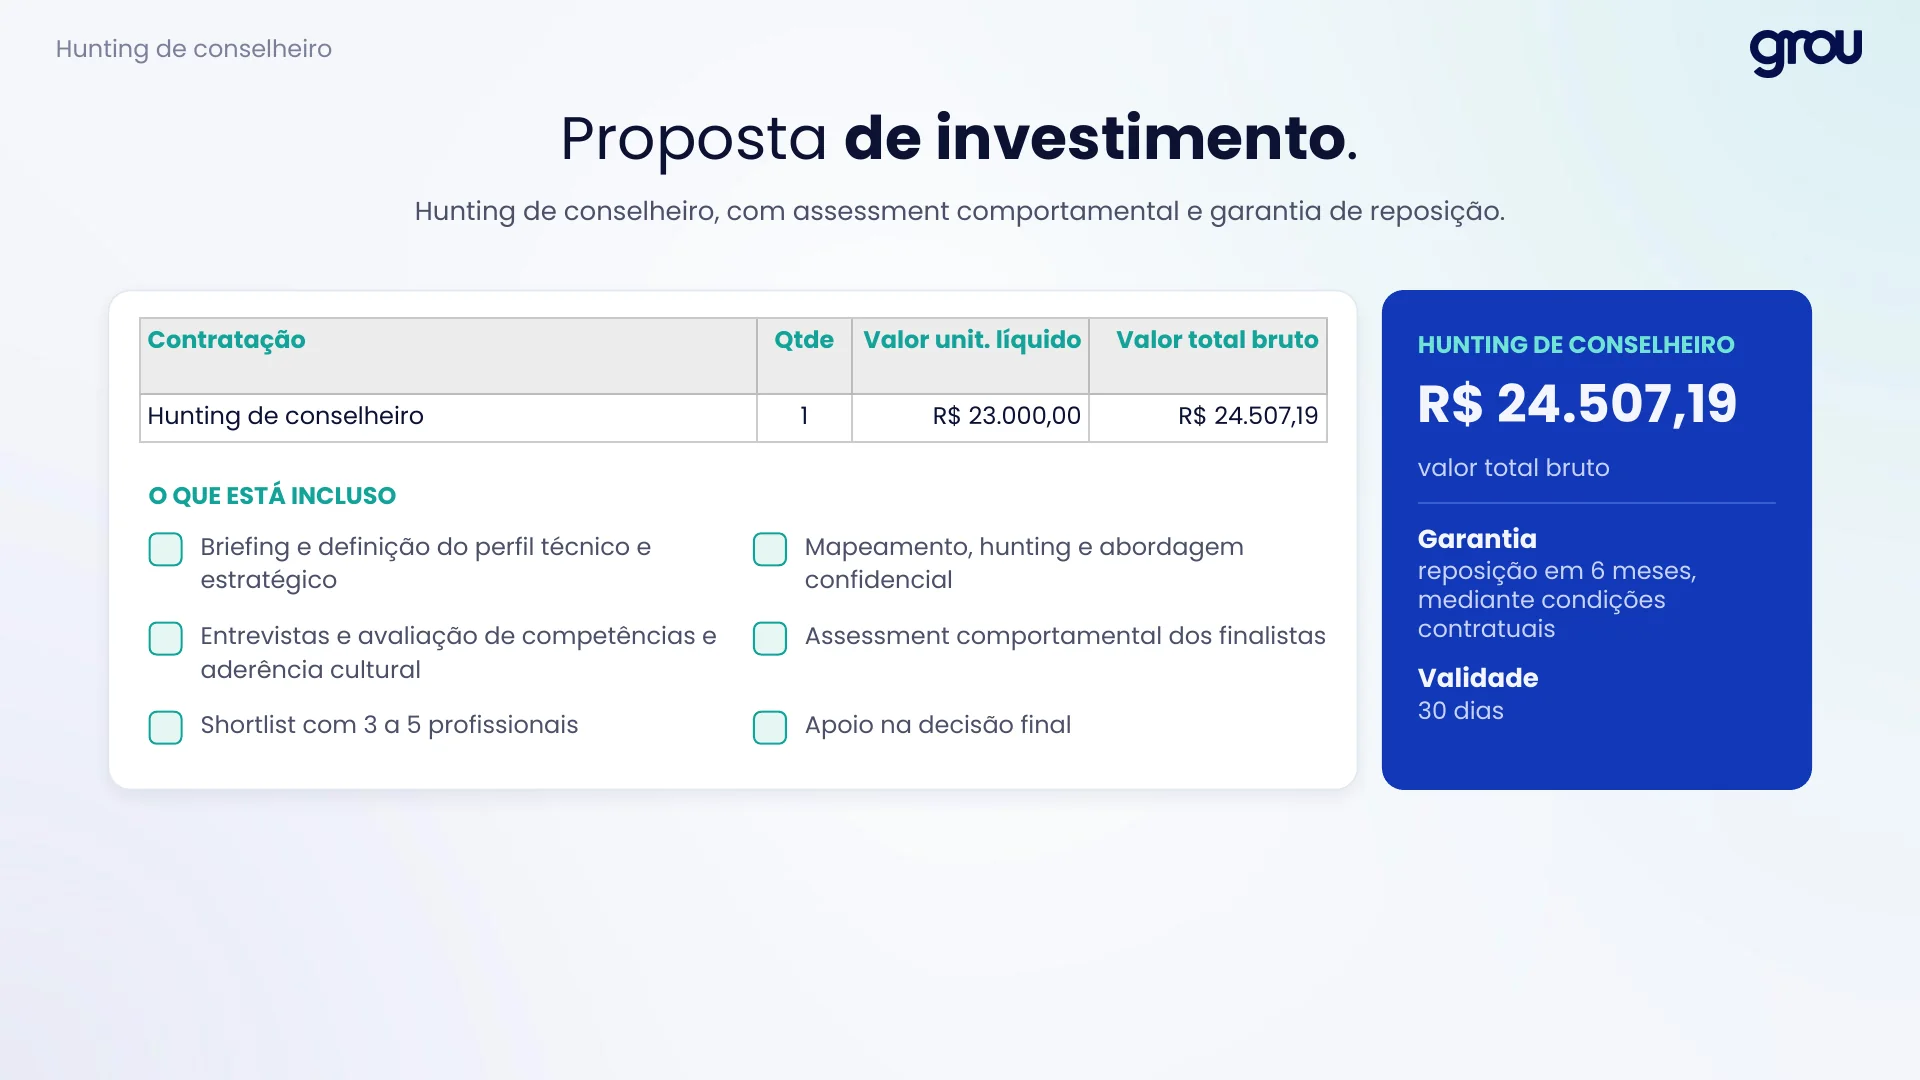 Hunting de conselheiro
grou
Proposta de investimento.
Hunting de conselheiro, com assessment comportamental e garantia de reposição.
Contratação Qtde Valor unit. líquido Valor total bruto
Hunting de conselheiro 1 R$ 23.000,00 R$ 24.507,19
O QUE ESTÁ INCLUSO
Briefing e definição do perfil técnico e
estratégico
Mapeamento, hunting e abordagem
confidencial
Entrevistas e avaliação de competências e
aderência cultural
Assessment comportamental dos finalistas
Shortlist com 3 a 5 profissionais
Apoio na decisão final
HUNTING DE CONSELHEIRO
R$ 24.507,19
valor total bruto
Garantia
reposição em 6 meses,
mediante condições
contratuais
Validade
30 dias